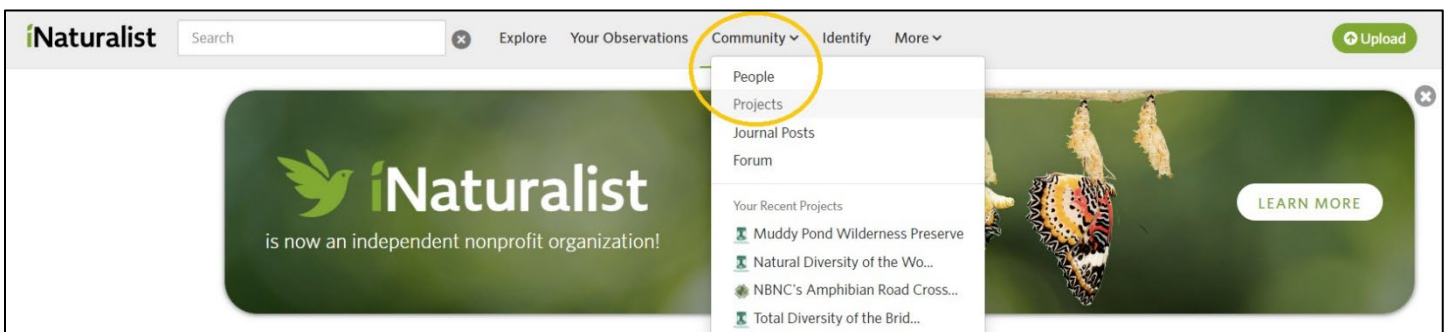 iNaturalist Search Explore Your Observations Community Identify More Upload
People
Projects
Journal Posts
Forum
Your Recent Projects
Muddy Pond Wilderness Preserve
Natural Diversity of the Wo...
NBNC's Amphibian Road Cross...
Total Diversity of the Brid...
iNaturalist
is now an independent nonprofit organization!
LEARN MORE